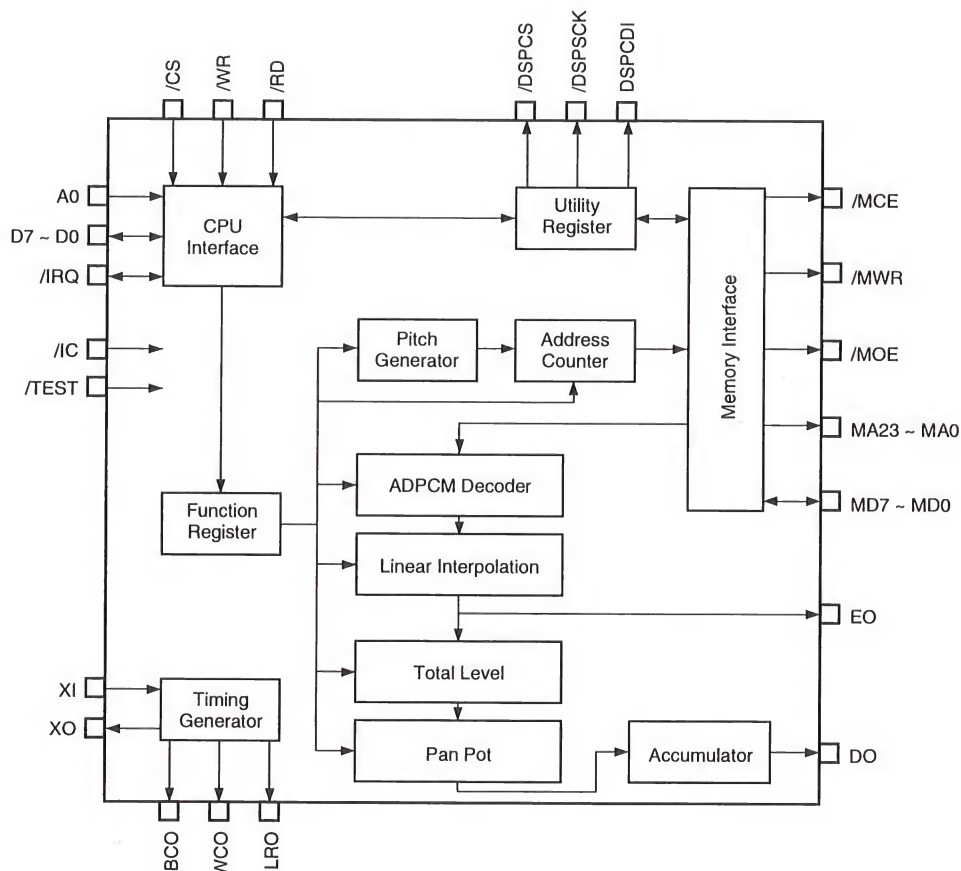 /CS
/WR
/RD
/DSPCS
/DSPSCK
DSPCDI
A0
D7 ~ D0
/IRQ
/IC
/TEST
CPU
Interface
Utility
Register
Memory Interface
/MCE
/MWR
/MOE
MA23 ~ MA0
MD7 ~ MD0
Pitch
Generator
Address
Counter
ADPCM Decoder
Function
Register
Linear Interpolation
EO
Total Level
XI
XO
Timing
Generator
Pan Pot
Accumulator
DO
BCO
WCO
LRO